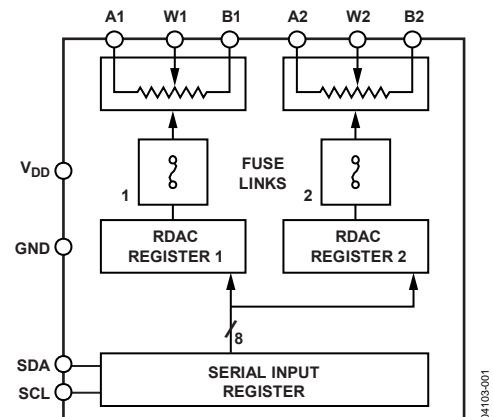 A1 W1 B1 A2 W2 B2
V_DD
FUSE
LINKS
1
2
GND
RDAC
REGISTER 1
RDAC
REGISTER 2
8
SDA
SCL
SERIAL INPUT
REGISTER
04103-001